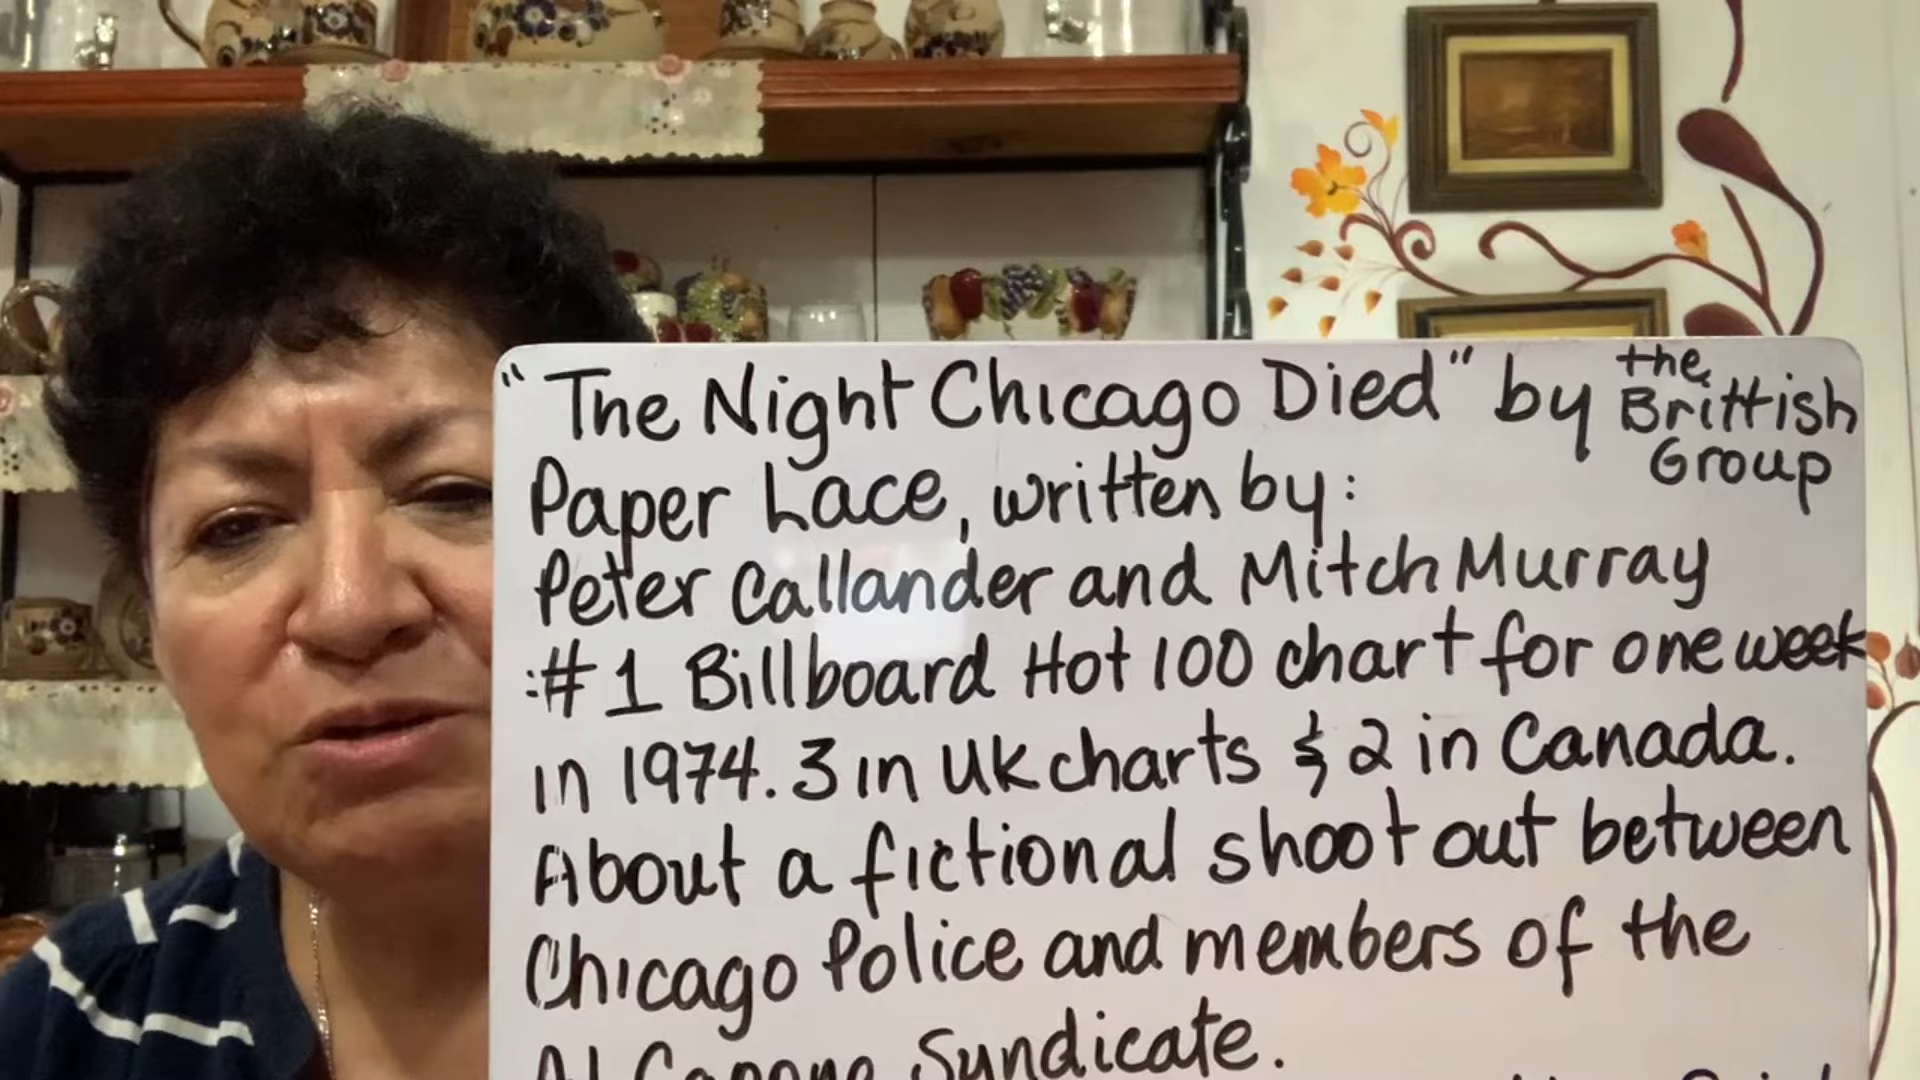 "The Night Chicago Died" by the Brittish Group
Paper Lace, written by:
Peter Callander and Mitch Murray
:#1 Billboard Hot 100 chart for one week
in 1974. 3 in UK charts & 2 in Canada.
About a fictional shoot out between
Chicago Police and members of the
Al Capone Syndicate.